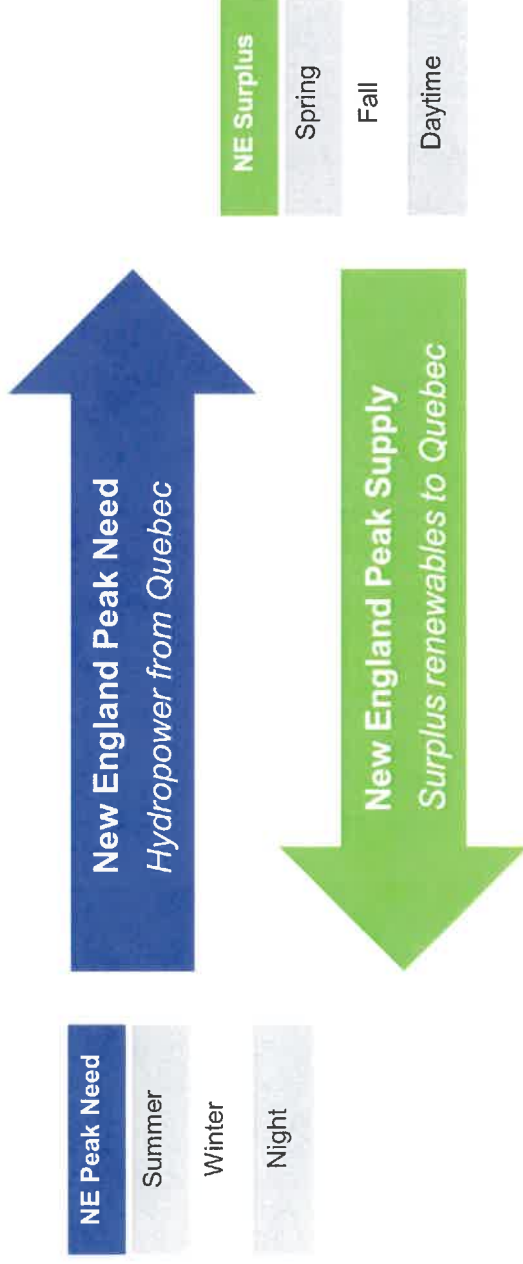 NE Peak Need
Summer
Winter
Night
New England Peak Need
Hydropower from Quebec
New England Peak Supply
Surplus renewables to Quebec
NE Surplus
Spring
Fall
Daytime